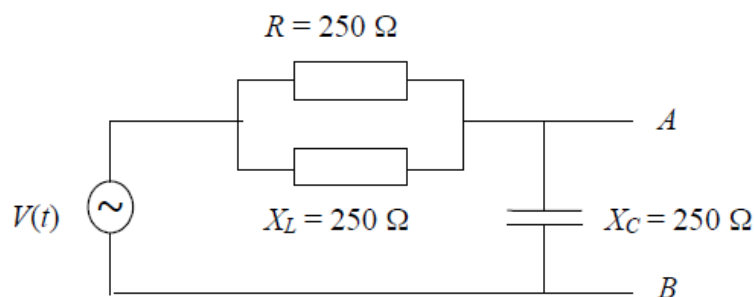 R = 250 Ω
A
V(t)
~
X_L = 250 Ω
X_C = 250 Ω
B